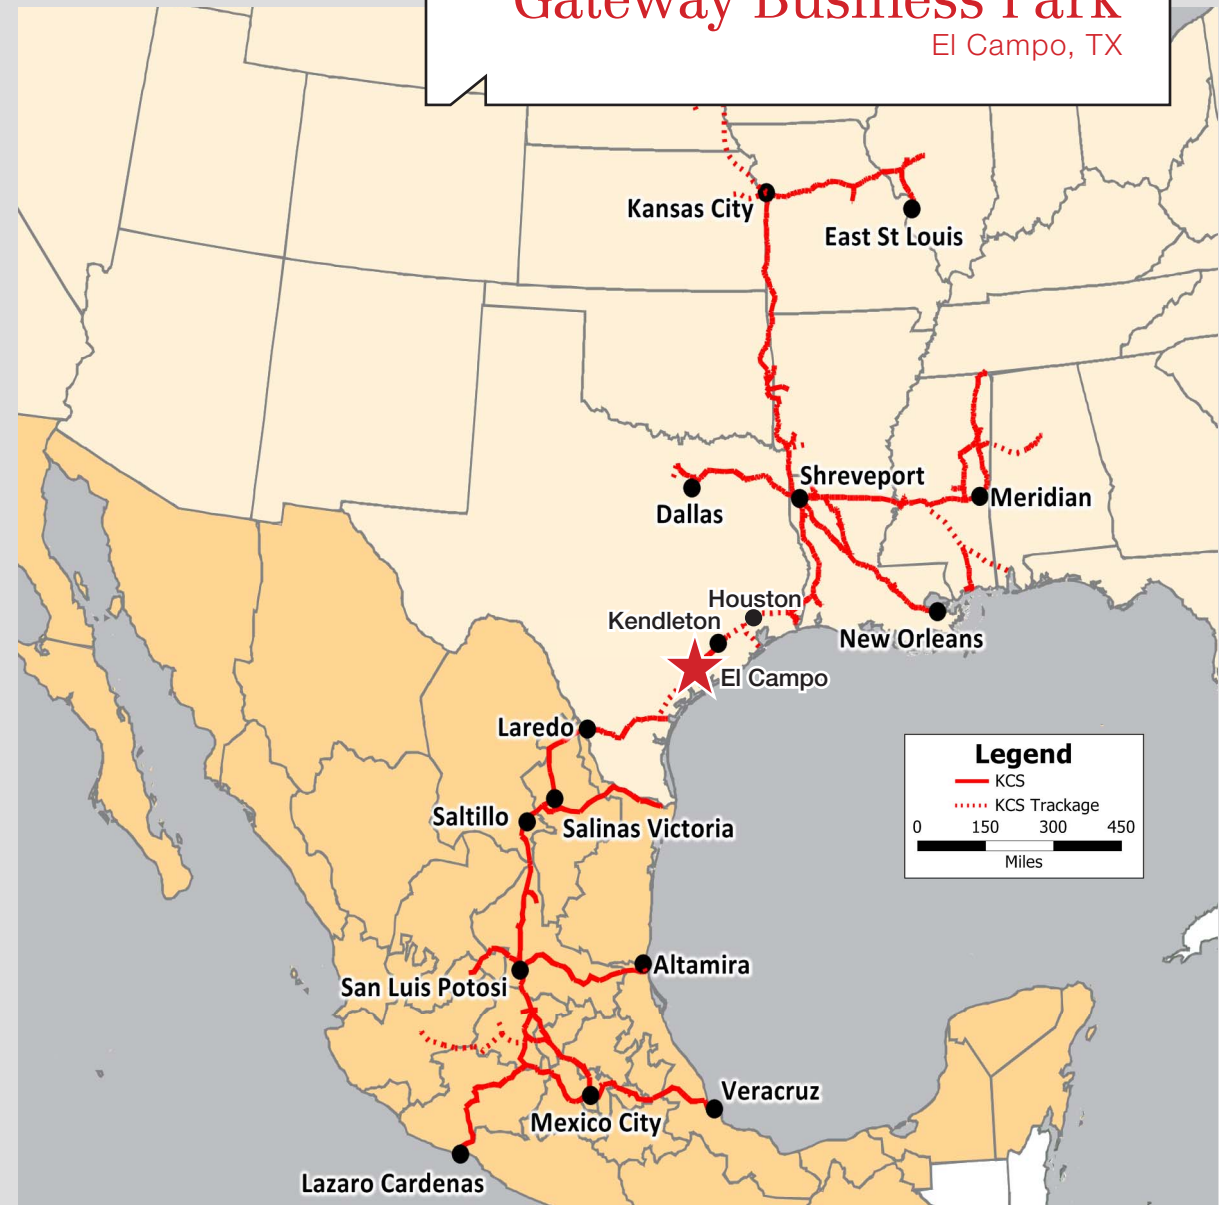 Gateway Business Park
El Campo, TX
Kansas City
East St Louis
Shreveport
Dallas
Meridian
Houston
Kendleton
New Orleans
El Campo
Laredo
Legend
KCS
KCS Trackage
0 150 300 450
Miles
Saltillo
Salinas Victoria
Altamira
San Luis Potosi
Veracruz
Mexico City
Lazaro Cardenas